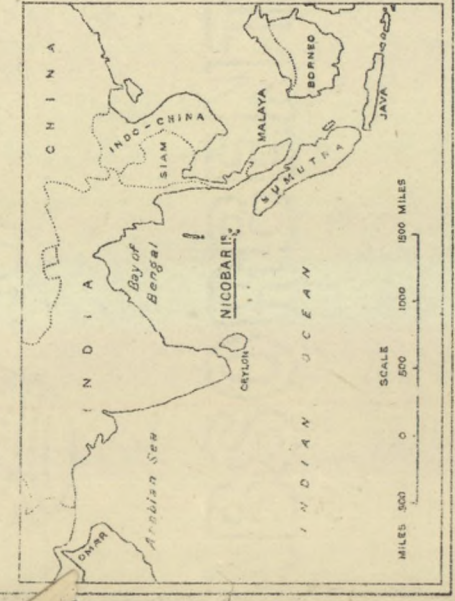 CHINA
INDO-CHINA
SIAM
INDIA
Bay of
Bengal
NICOBAR IS.
MALAYA
BORNEO
SUMUTRA
JAVA
CEYLON
Arabian Sea
OMAR
INDIAN OCEAN
SCALE
MILES 500 0 500 1000 1500 MILES